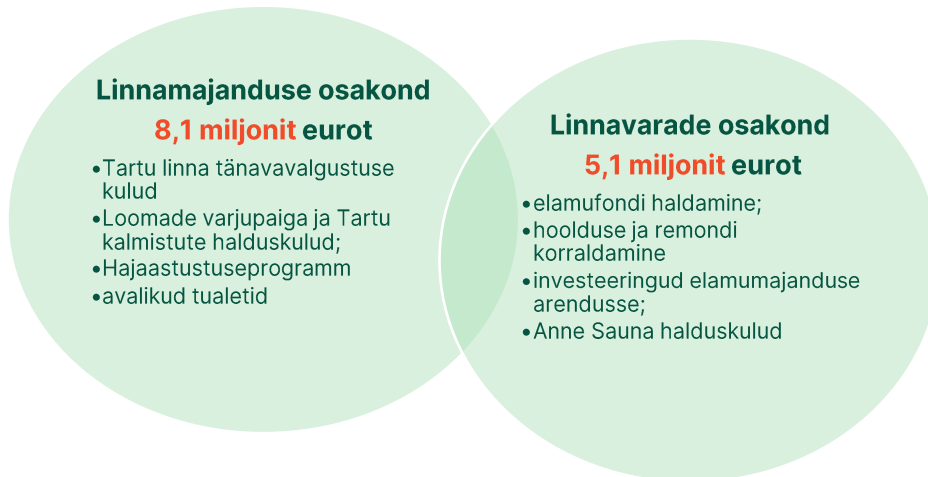 Linnamajanduse osakond
8,1 miljonit eurot
•Tartu linna tänavavalgustuse
kulud
•Loomade varjupaiga ja Tartu
kalmistute halduskulud;
•Hajaastustuseprogramm
•avalikud tualetid
Linnavarade osakond
5,1 miljonit eurot
•elamufondi haldamine;
•hoolduse ja remondi
korraldamine
•investeeringud elamumajanduse
arendusse;
•Anne Sauna halduskulud